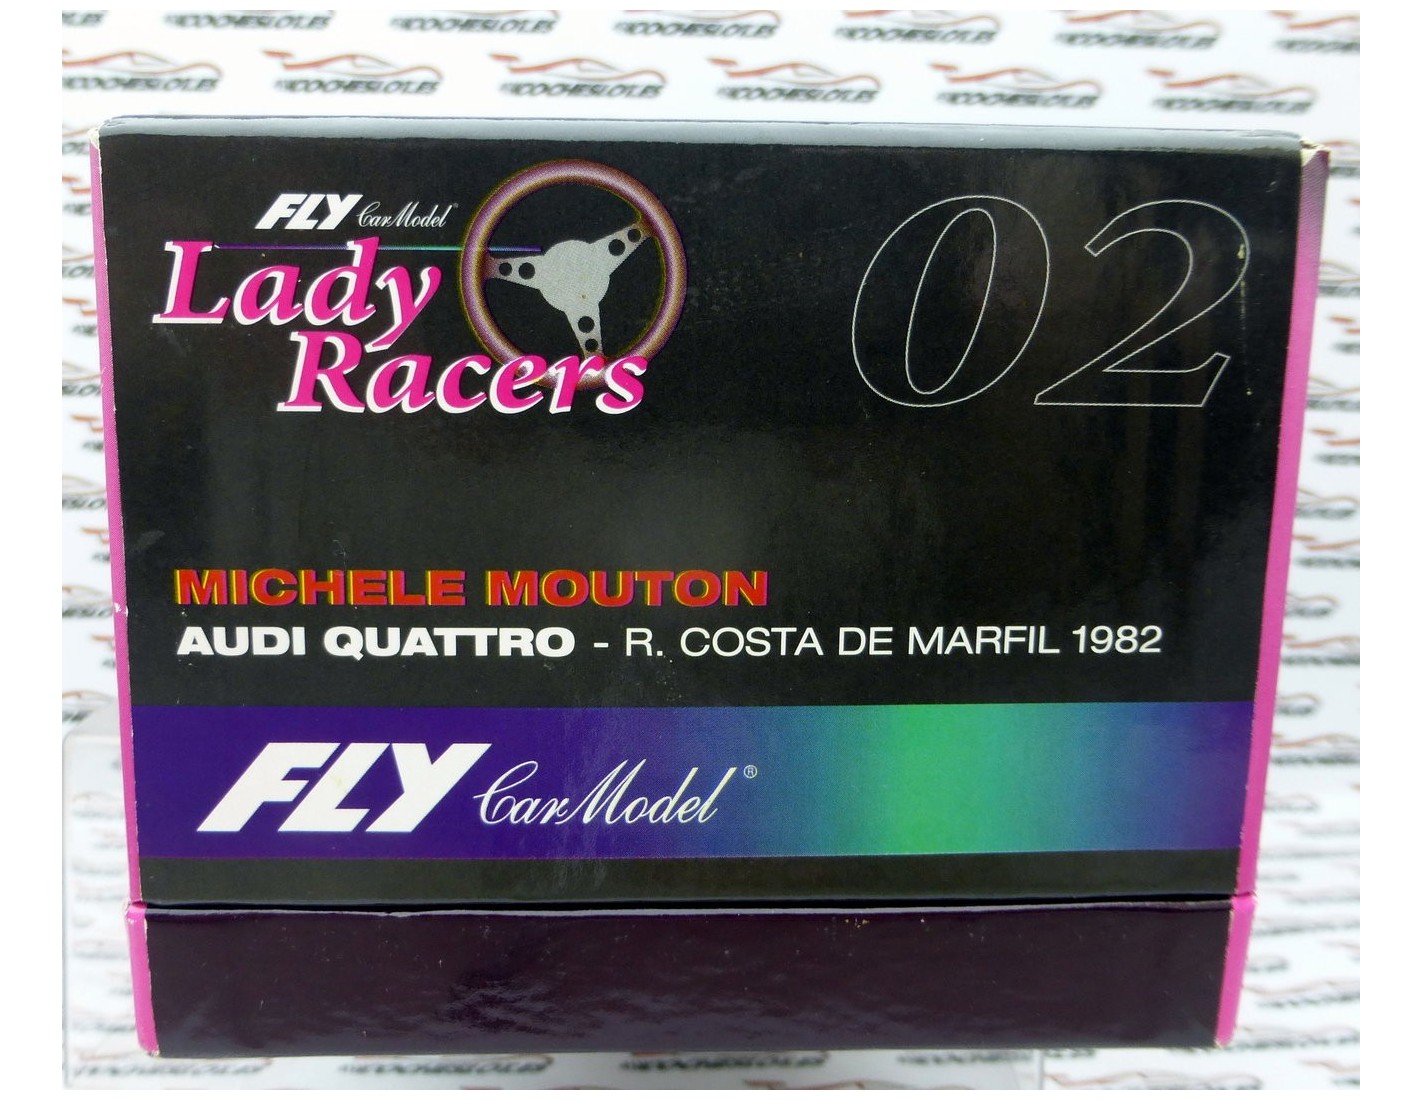 FLY Car Model
Lady
Racers
02
MICHELE MOUTON
AUDI QUATTRO - R. COSTA DE MARFIL 1982
FLY Car Model ®